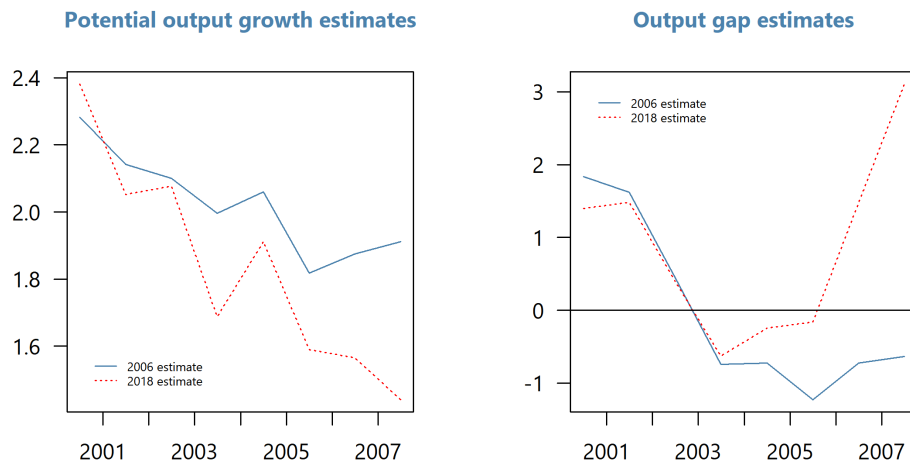 Potential output growth estimates
2.4
2.2
2.0
1.8
1.6
2006 estimate
2018 estimate
2001 2003 2005 2007
Output gap estimates
3
2
1
0
-1
2006 estimate
2018 estimate
2001 2003 2005 2007